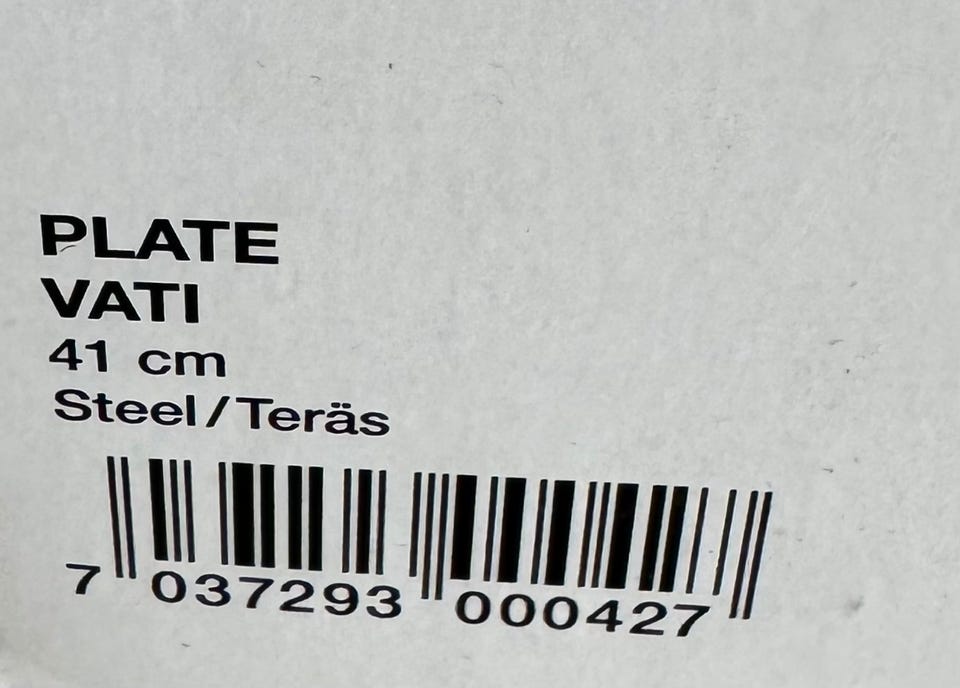 PLATE
VATI
41 cm
Steel/Teräs
7 037293 000427